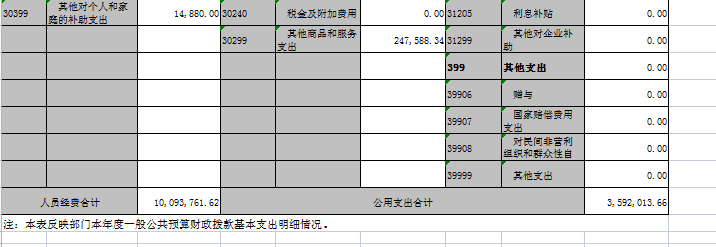 30399 其他对个人和家庭的补助支出 14,880.00 30240 税金及附加费用 0.00 31205 利息补贴 0.00
30299 其他商品和服务支出 247,588.34 31299 其他对企业补助 0.00
399 其他支出 0.00
39906 赠与 0.00
39907 国家赔偿费用支出 0.00
39908 对民间非营利组织和群众性自 0.00
39999 其他支出 0.00
人员经费合计 10,093,761.62 公用支出合计 3,592,013.66
注：本表反映部门本年度一般公共预算财政拨款基本支出明细情况。